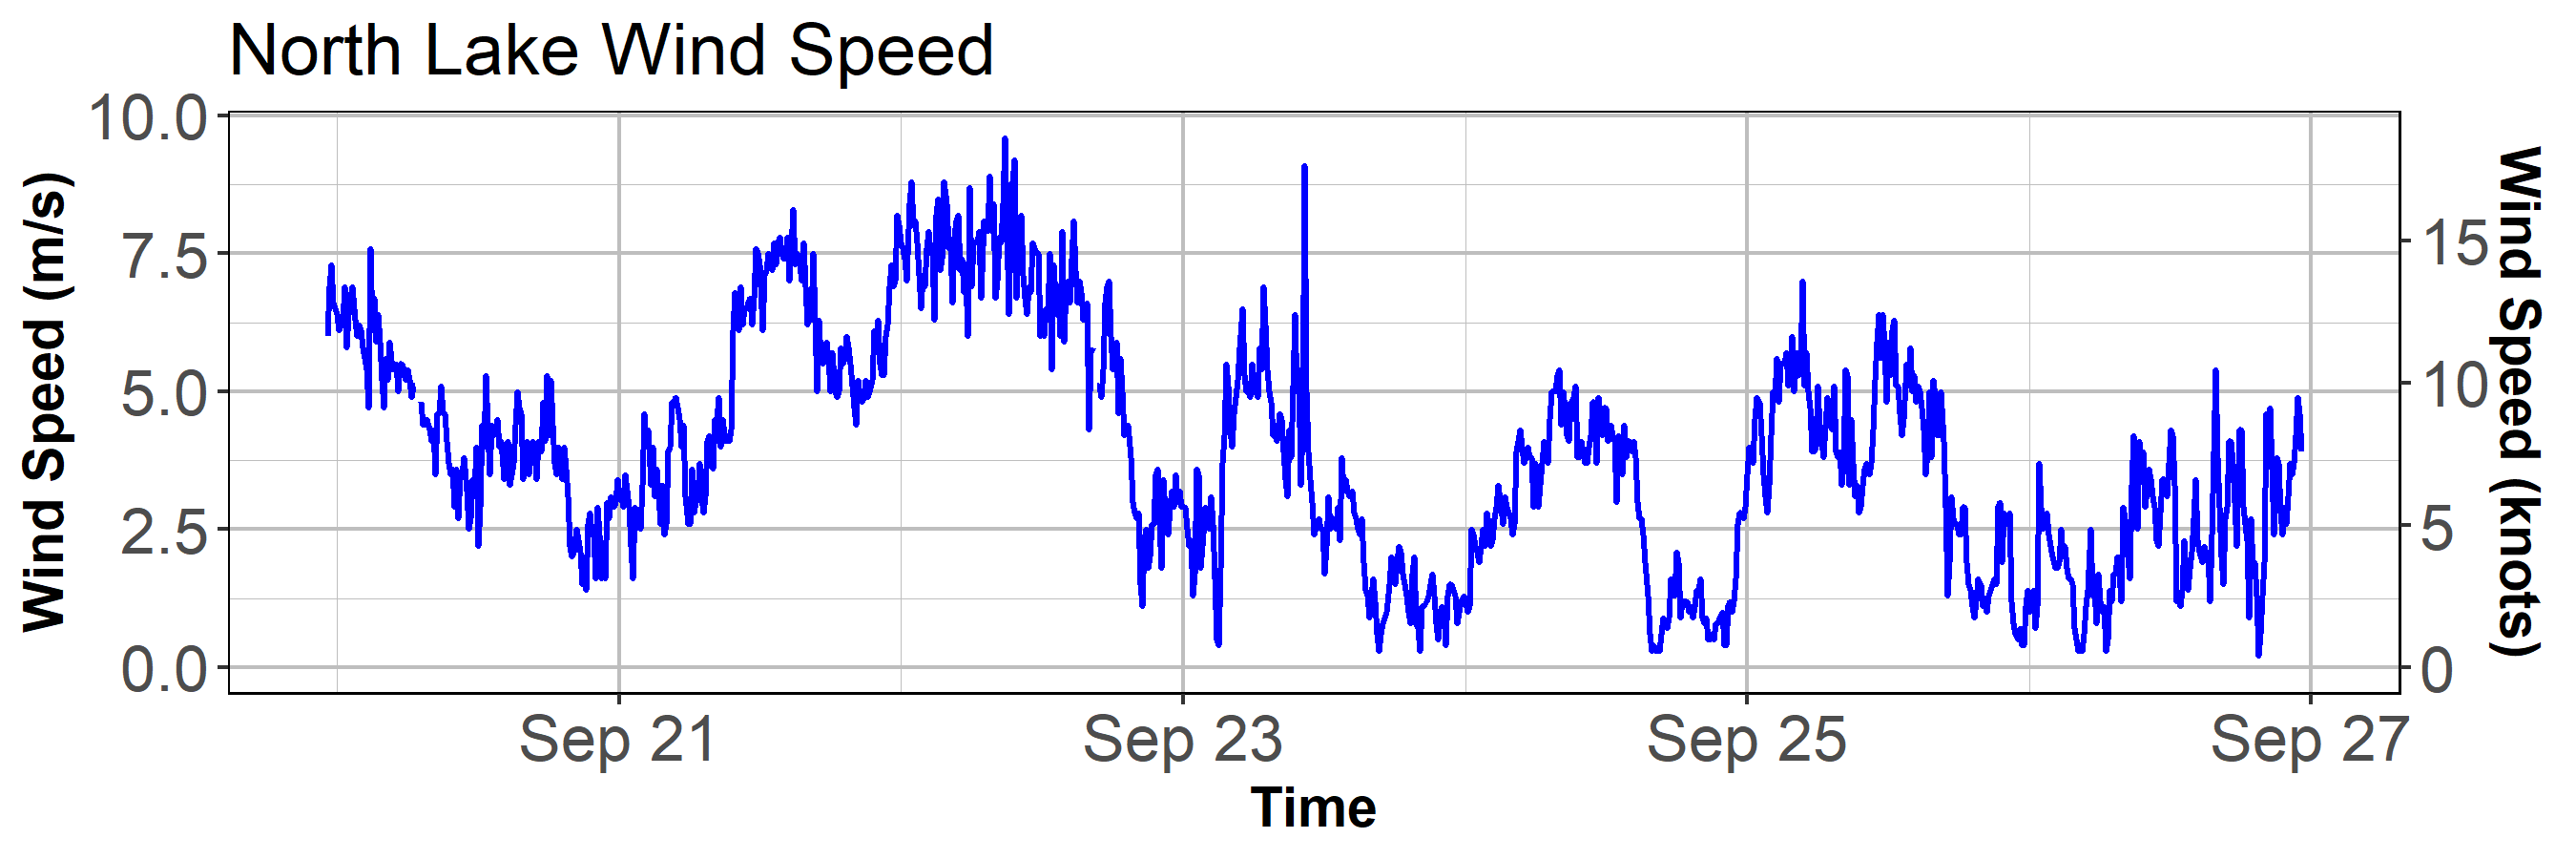 North Lake Wind Speed
10.0
7.5
5.0
2.5
0.0
Wind Speed (m/s)
15
10
5
0
Wind Speed (knots)
Sep 21 Sep 23 Sep 25 Sep 27
Time